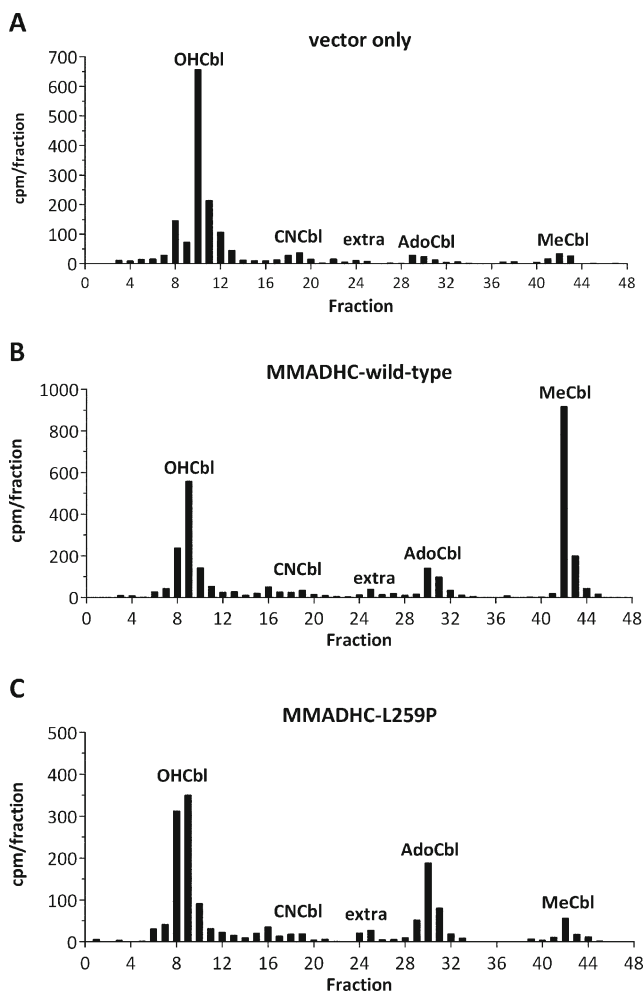 A
vector only
700
600
500
400
300
200
100
0
cpm/fraction
OHCbl
CNCbl
extra
AdoCbl
MeCbl
0 4 8 12 16 20 24 28 32 36 40 44 48
Fraction
B
MMADHC-wild-type
1000
800
600
400
200
0
cpm/fraction
OHCbl
CNCbl
extra
AdoCbl
MeCbl
0 4 8 12 16 20 24 28 32 36 40 44 48
Fraction
C
MMADHC-L259P
500
400
300
200
100
0
cpm/fraction
OHCbl
CNCbl
extra
AdoCbl
MeCbl
0 4 8 12 16 20 24 28 32 36 40 44 48
Fraction